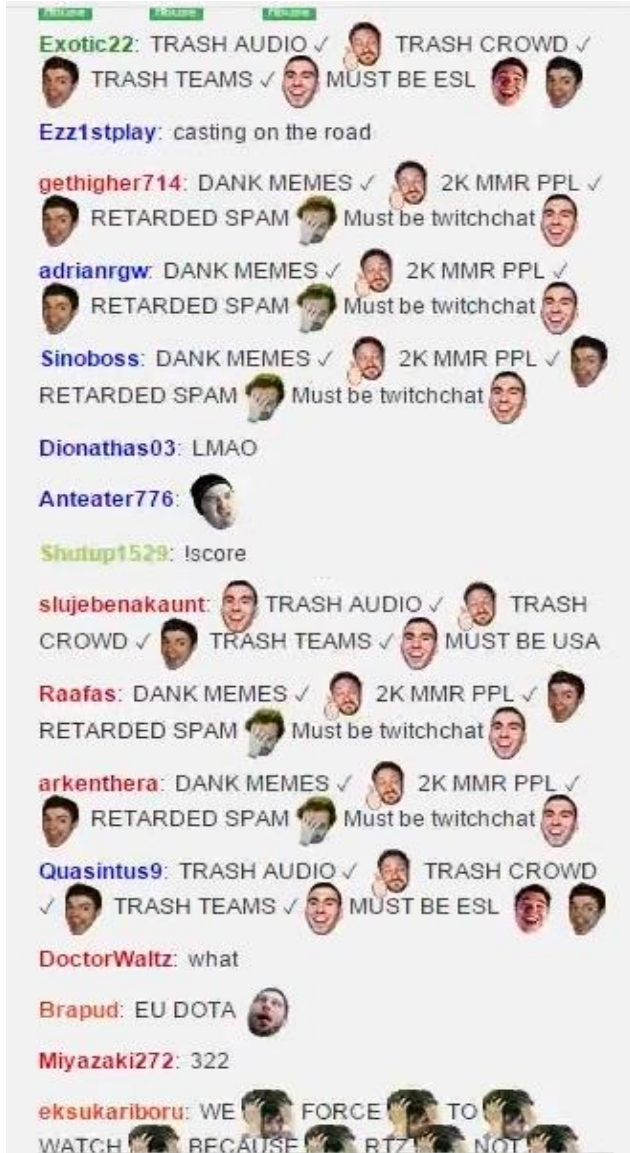 Mouse Mouse Mouse
Exotic22: TRASH AUDIO ✓ TRASH CROWD ✓
TRASH TEAMS ✓ MUST BE ESL
Ezz1stplay: casting on the road
gethigher714: DANK MEMES ✓ 2K MMR PPL ✓
RETARDED SPAM Must be twitchchat
adrianrgw: DANK MEMES ✓ 2K MMR PPL ✓
RETARDED SPAM Must be twitchchat
Sinoboss: DANK MEMES ✓ 2K MMR PPL ✓
RETARDED SPAM Must be twitchchat
Dionathas03: LMAO
Anteater776:
Shutup1529: !score
slujebenakaunt: TRASH AUDIO ✓ TRASH
CROWD ✓ TRASH TEAMS ✓ MUST BE USA
Raafas: DANK MEMES ✓ 2K MMR PPL ✓
RETARDED SPAM Must be twitchchat
arkenthera: DANK MEMES ✓ 2K MMR PPL ✓
RETARDED SPAM Must be twitchchat
Quasintus9: TRASH AUDIO ✓ TRASH CROWD
✓ TRASH TEAMS ✓ MUST BE ESL
DoctorWaltz: what
Brapud: EU DOTA
Miyazaki272: 322
eksukariboru: WE FORCE TO
WATCH BECAUSE RTZ NOT